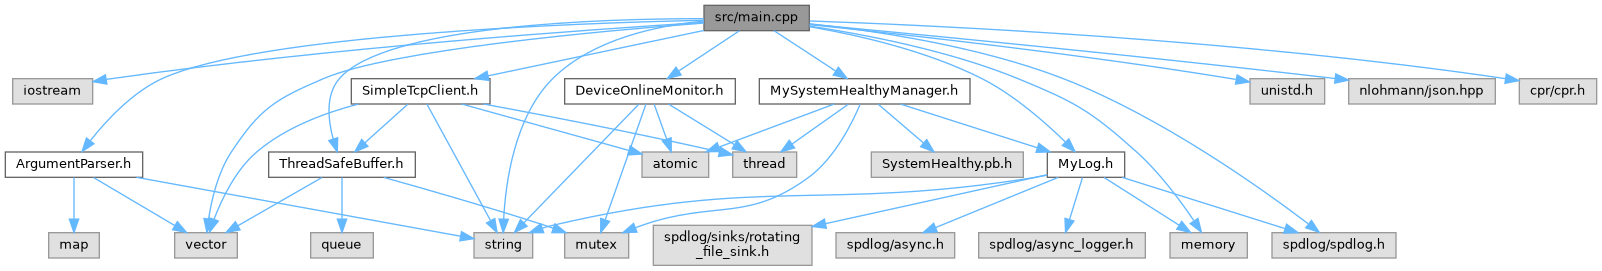 src/main.cpp
iostream
SimpleTcpClient.h
DeviceOnlineMonitor.h
MySystemHealthyManager.h
unistd.h
nlohmann/json.hpp
cpr/cpr.h
ArgumentParser.h
ThreadSafeBuffer.h
atomic
thread
SystemHealthy.pb.h
MyLog.h
map
vector
queue
string
mutex
spdlog/sinks/rotating
_file_sink.h
spdlog/async.h
spdlog/async_logger.h
memory
spdlog/spdlog.h